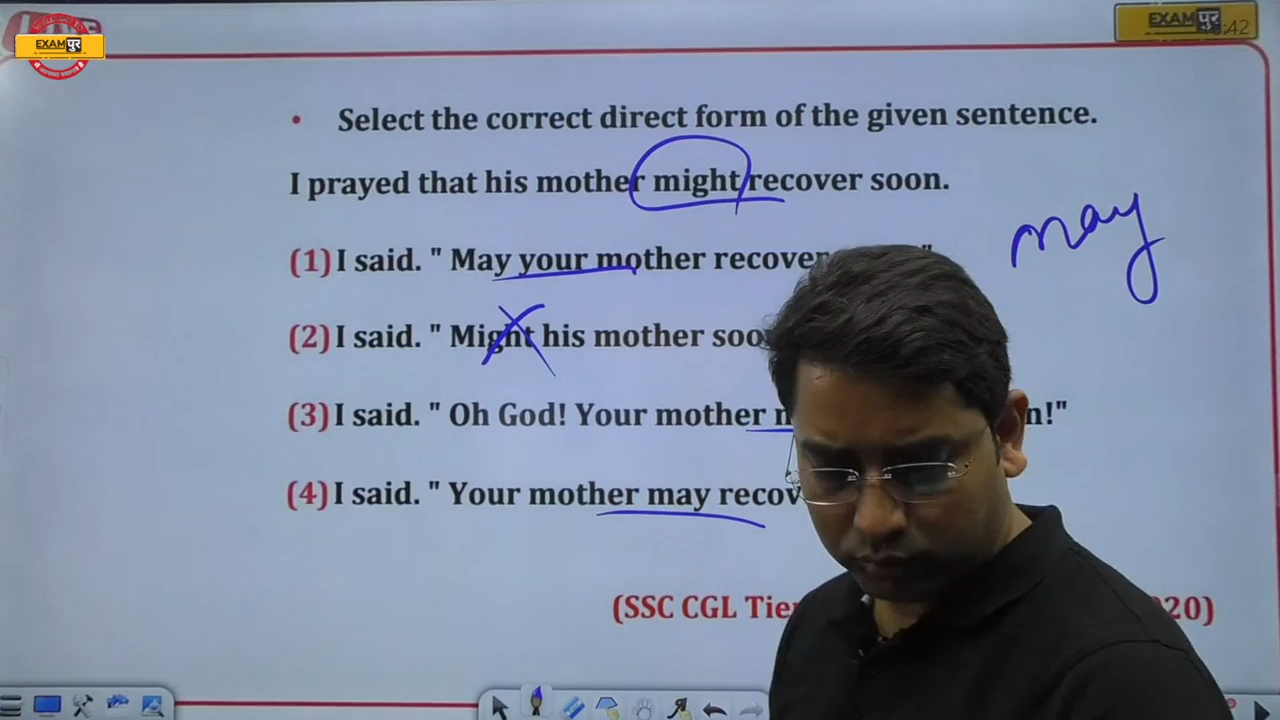 EXAMपुर
EXAMपुर
:42
• Select the correct direct form of the given sentence.
I prayed that his mother might recover soon.
may
(1) I said. " May your mother recover "
(2) I said. " Might his mother soo
(3) I said. " Oh God! Your mother n!"
(4) I said. " Your mother may recov
(SSC CGL Tie 20)